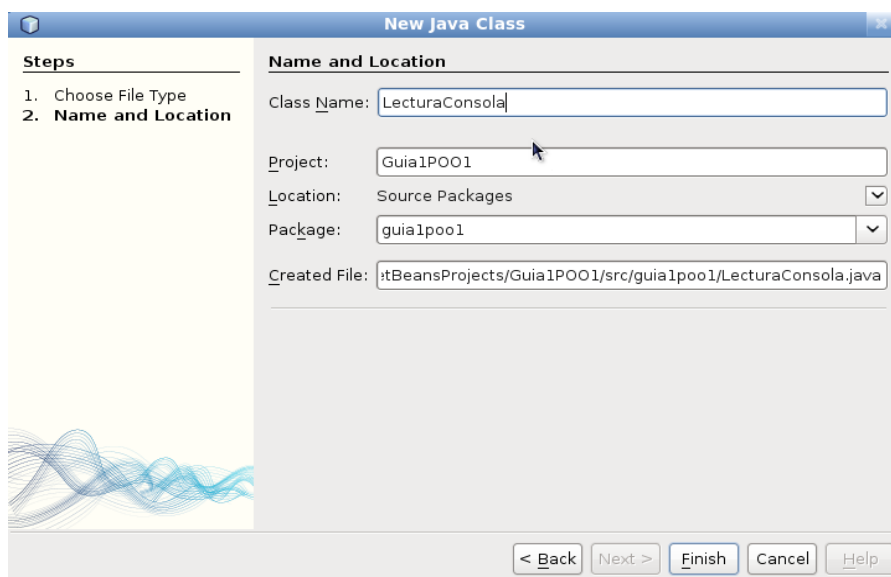 New Java Class
Steps
1. Choose File Type
2. Name and Location
Name and Location
Class Name: LecturaConsola
Project: Guia1POO1
Location: Source Packages
Package: guia1poo1
Created File: etBeansProjects/Guia1POO1/src/guia1poo1/LecturaConsola.java
< Back Next > Finish Cancel Help